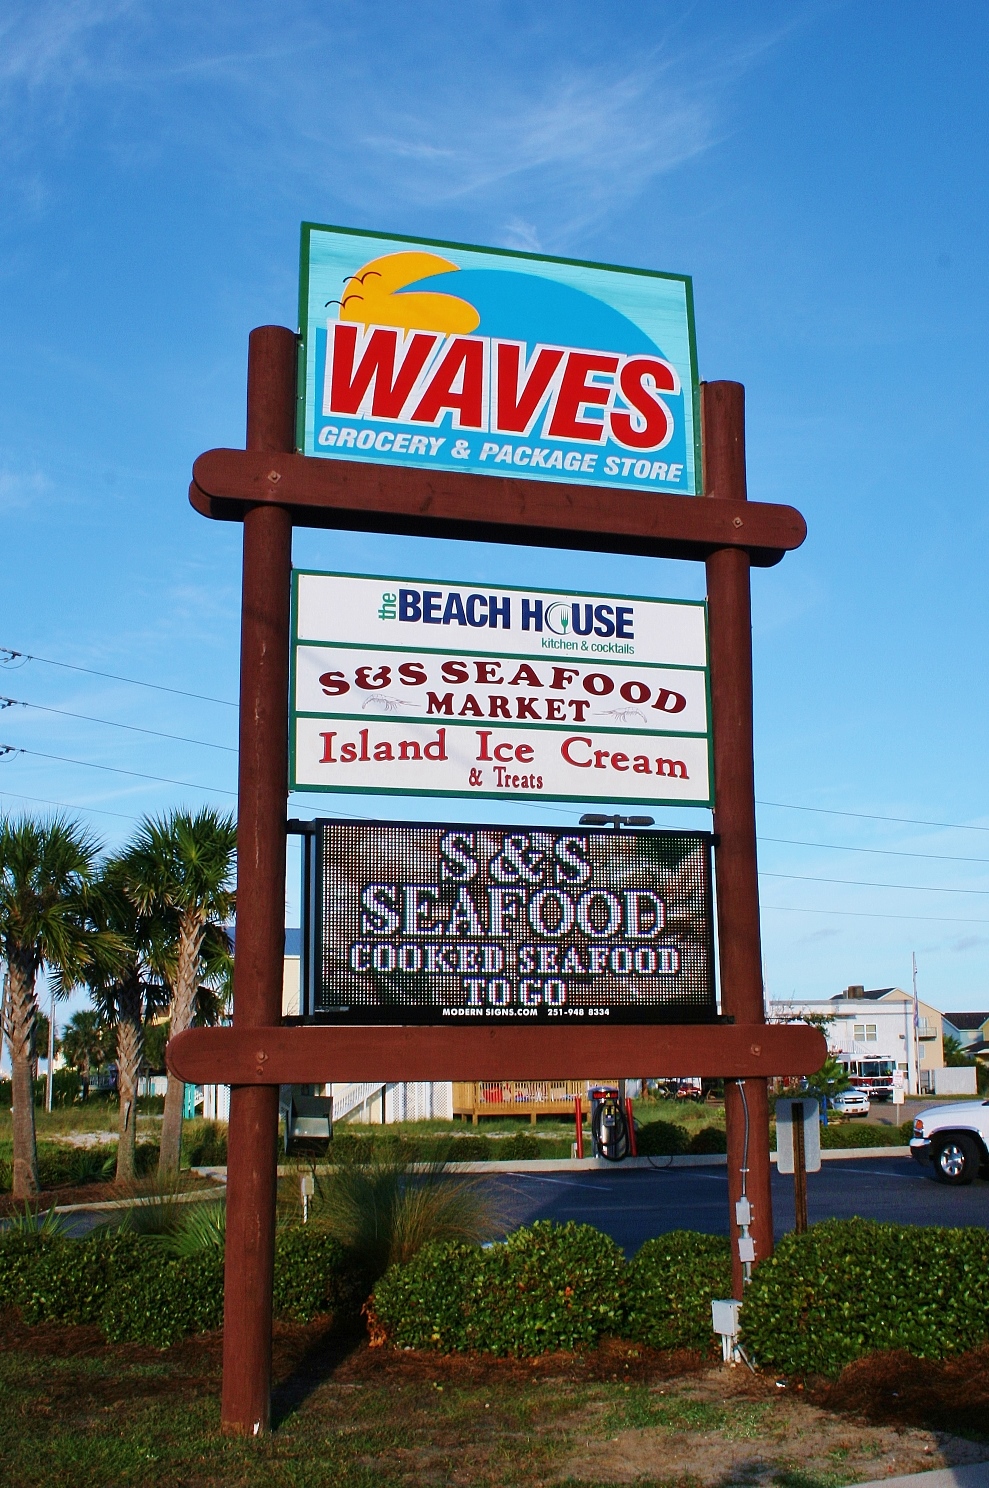 WAVES
GROCERY & PACKAGE STORE
the BEACH HOUSE
kitchen & cocktails
S&S SEAFOOD
MARKET
Island Ice Cream
& Treats
S&S
SEAFOOD
COOKED SEAFOOD
TO GO
MODERN SIGNS.COM 251-948 8334